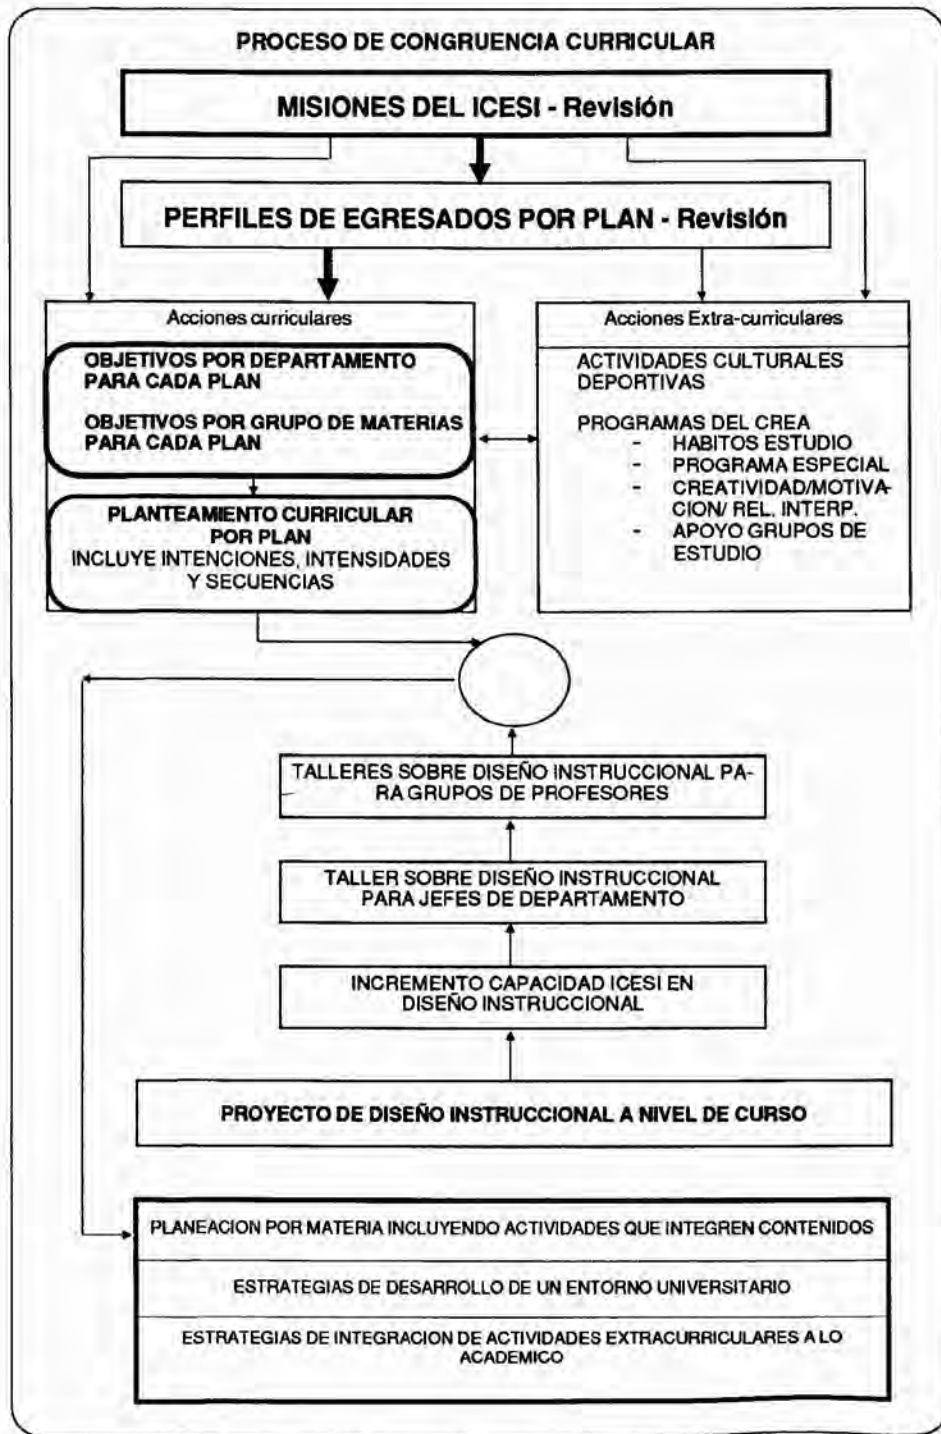 PROCESO DE CONGRUENCIA CURRICULAR
MISIONES DEL ICESI - Revisión
PERFILES DE EGRESADOS POR PLAN - Revisión
Acciones curriculares
OBJETIVOS POR DEPARTAMENTO
PARA CADA PLAN
OBJETIVOS POR GRUPO DE MATERIAS
PARA CADA PLAN
PLANTEAMIENTO CURRICULAR
POR PLAN
INCLUYE INTENCIONES, INTENSIDADES
Y SECUENCIAS
Acciones Extra-curriculares
ACTIVIDADES CULTURALES
DEPORTIVAS
PROGRAMAS DEL CREA
- HABITOS ESTUDIO
- PROGRAMA ESPECIAL
- CREATIVIDAD/MOTIVA-
CION/ REL. INTERP.
- APOYO GRUPOS DE
ESTUDIO
TALLERES SOBRE DISEÑO INSTRUCCIONAL PA-
RA GRUPOS DE PROFESORES
TALLER SOBRE DISEÑO INSTRUCCIONAL
PARA JEFES DE DEPARTAMENTO
INCREMENTO CAPACIDAD ICESI EN
DISEÑO INSTRUCCIONAL
PROYECTO DE DISEÑO INSTRUCCIONAL A NIVEL DE CURSO
PLANEACION POR MATERIA INCLUYENDO ACTIVIDADES QUE INTEGREN CONTENIDOS
ESTRATEGIAS DE DESARROLLO DE UN ENTORNO UNIVERSITARIO
ESTRATEGIAS DE INTEGRACION DE ACTIVIDADES EXTRACURRICULARES A LO
ACADEMICO